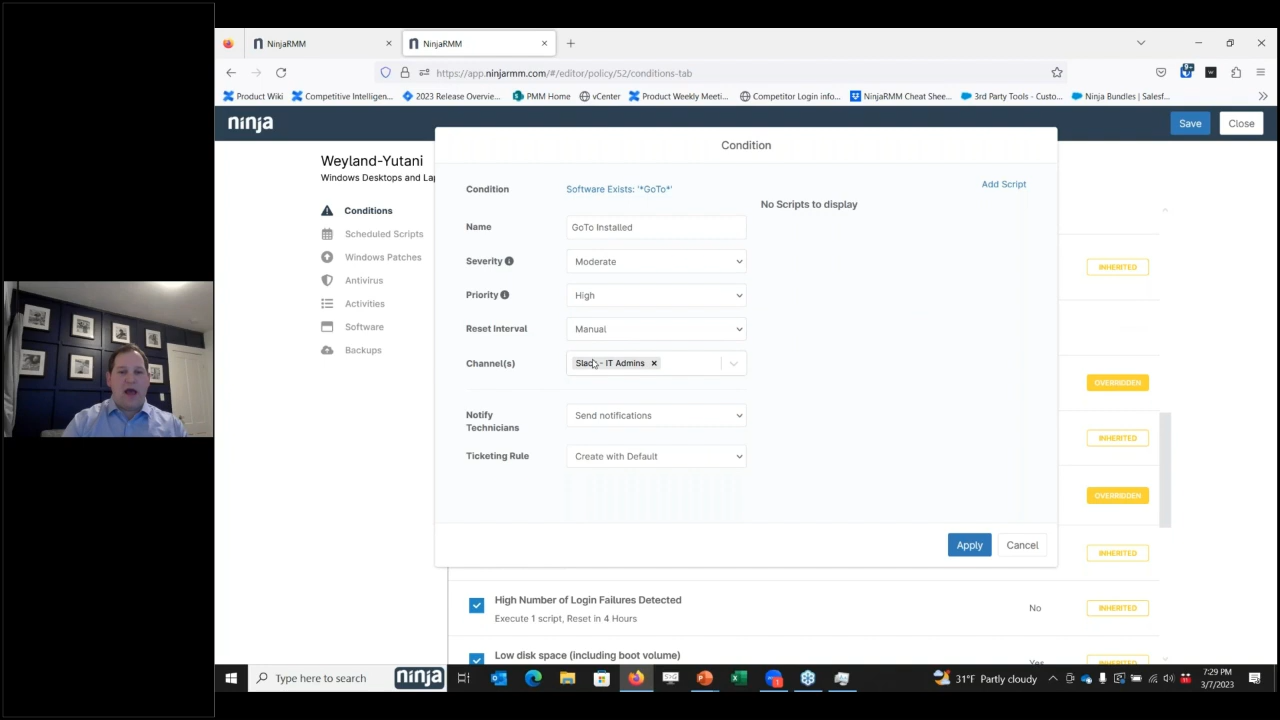 NinjaRMM
NinjaRMM
https://app.ninjarmm.com/#/editor/policy/52/conditions-tab
Product Wiki
Competitive Intelligen...
2023 Release Overvie...
PMM Home
vCenter
Product Weekly Meeti...
Competitor Login info...
NinjaRMM Cheat Shee...
3rd Party Tools - Custo...
Ninja Bundles | Salesf...
ninja
Save
Close
Weyland-Yutani
Windows Desktops and Lap
Conditions
Scheduled Scripts
Windows Patches
Antivirus
Activities
Software
Backups
Condition
Condition
Software Exists: '*GoTo*'
Add Script
No Scripts to display
Name
GoTo Installed
Severity
Moderate
Priority
High
Reset Interval
Manual
Channel(s)
Slack - IT Admins
Notify
Technicians
Send notifications
Ticketing Rule
Create with Default
Apply
Cancel
INHERITED
OVERRIDDEN
INHERITED
OVERRIDDEN
INHERITED
High Number of Login Failures Detected
Execute 1 script, Reset in 4 Hours
No
INHERITED
Low disk space (including boot volume)
Yes
INHERITED
Type here to search
ninja
31°F Partly cloudy
7:29 PM
3/7/2023